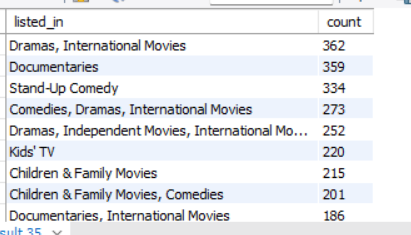 listed_in count
Dramas, International Movies 362
Documentaries 359
Stand-Up Comedy 334
Comedies, Dramas, International Movies 273
Dramas, Independent Movies, International Mo... 252
Kids' TV 220
Children & Family Movies 215
Children & Family Movies, Comedies 201
Documentaries, International Movies 186
sult 35